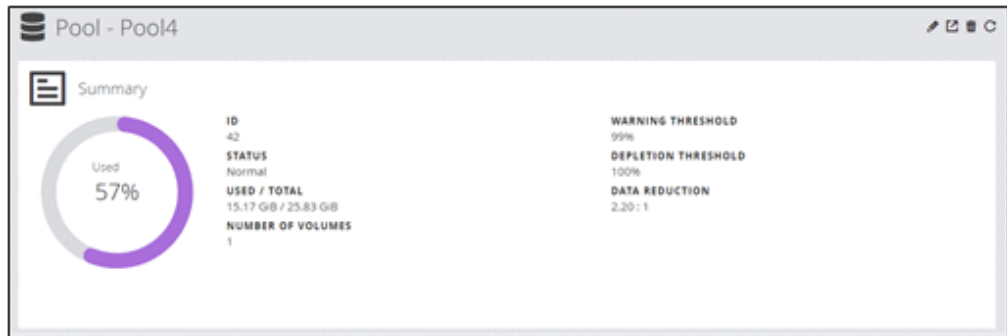 Pool - Pool4
Summary
Used
57%
ID
42
STATUS
Normal
USED / TOTAL
15.17 GiB / 25.83 GiB
NUMBER OF VOLUMES
1
WARNING THRESHOLD
99%
DEPLETION THRESHOLD
100%
DATA REDUCTION
2.20 : 1